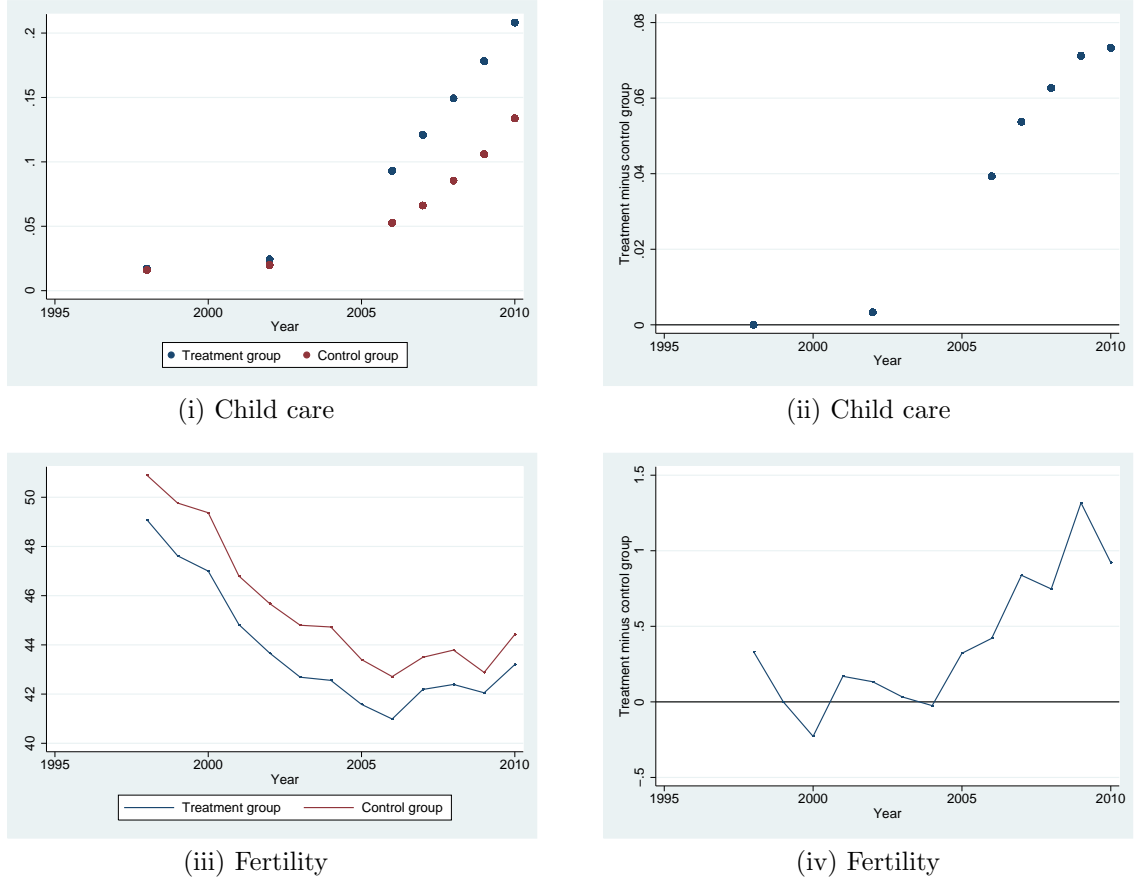 0 .05 .1 .15 .2
1995 2000 2005 2010
Year
Treatment group Control group
(i) Child care
Treatment minus control group
0 .02 .04 .06 .08
1995 2000 2005 2010
Year
(ii) Child care
40 42 44 46 48 50
1995 2000 2005 2010
Year
Treatment group Control group
(iii) Fertility
Treatment minus control group
−.5 0 .5 1 1.5
1995 2000 2005 2010
Year
(iv) Fertility